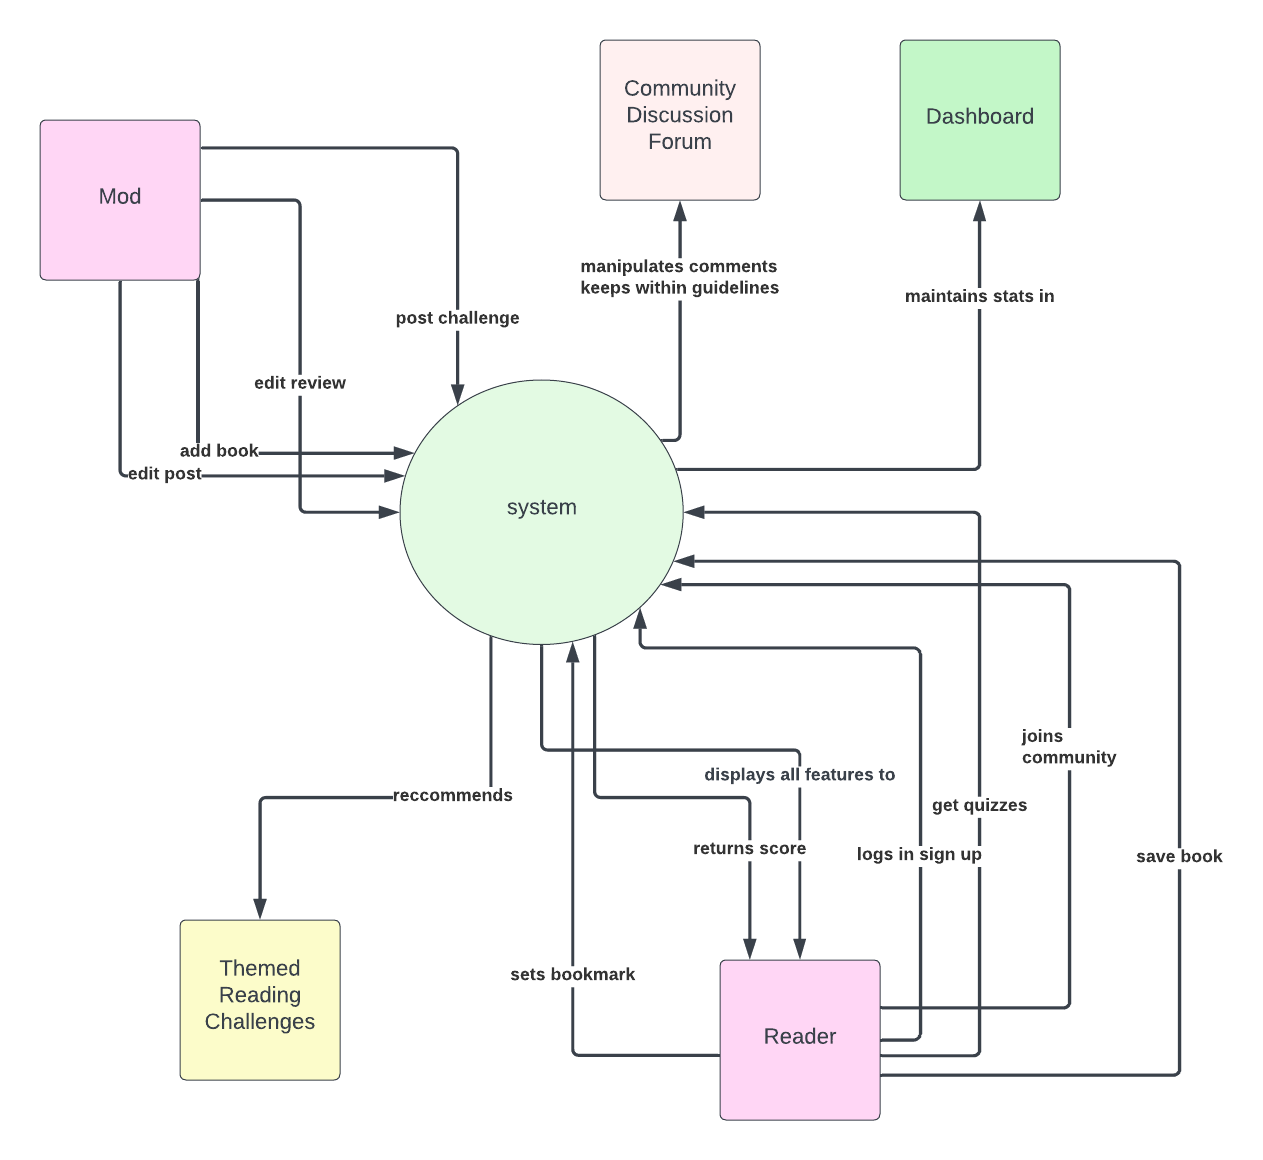 Community
Discussion
Forum
Dashboard
Mod
manipulates comments
keeps within guidelines
maintains stats in
post challenge
edit review
add book
edit post
system
joins
community
displays all features to
reccommends
get quizzes
returns score
logs in sign up
save book
sets bookmark
Themed
Reading
Challenges
Reader